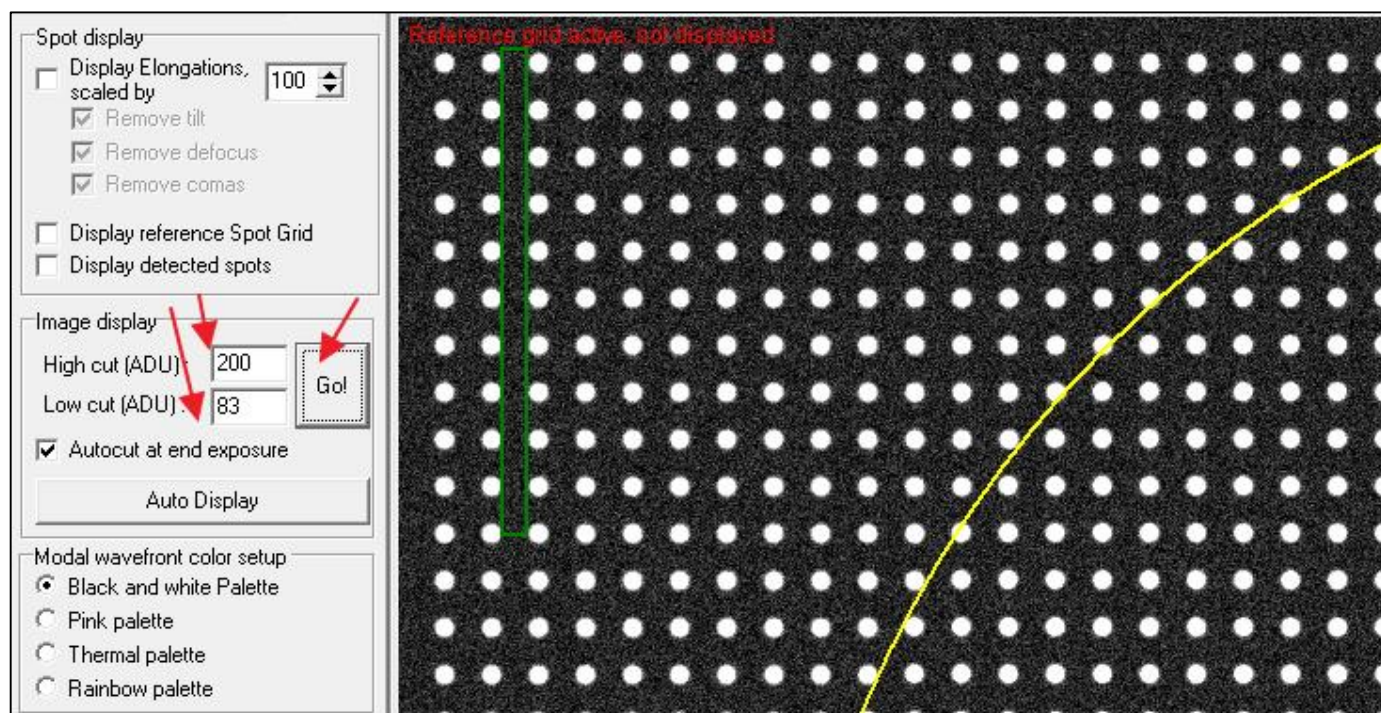 Spot display
Display Elongations,
scaled by
100
Remove tilt
Remove defocus
Remove comas
Display reference Spot Grid
Display detected spots
Image display
High cut (ADU) :
200
Low cut (ADU) :
83
Go!
Autocut at end exposure
Auto Display
Modal wavefront color setup
Black and white Palette
Pink palette
Thermal palette
Rainbow palette
Reference grid active, not displayed